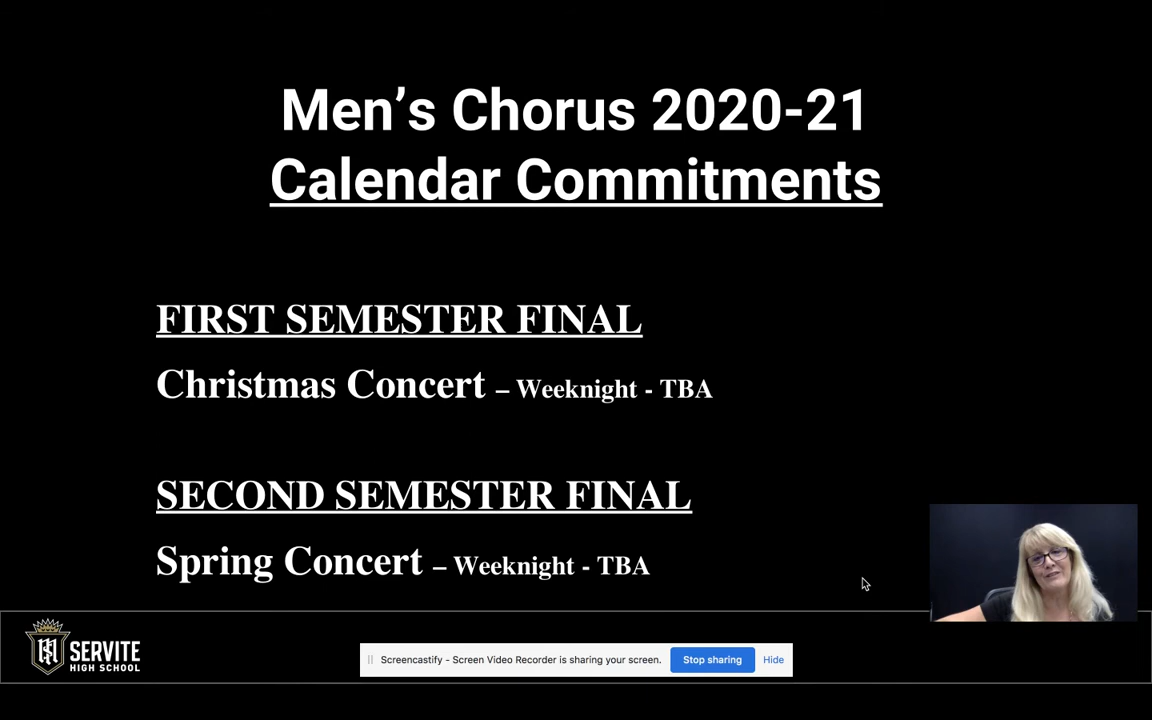 Men’s Chorus 2020-21
Calendar Commitments
FIRST SEMESTER FINAL
Christmas Concert – Weeknight - TBA
SECOND SEMESTER FINAL
Spring Concert – Weeknight - TBA
SERVITE
HIGH SCHOOL
Screencastify - Screen Video Recorder is sharing your screen. Stop sharing Hide